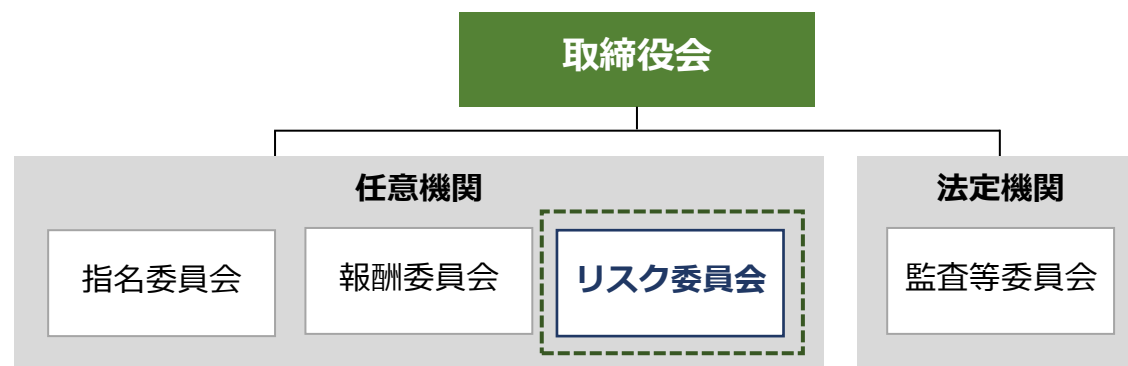 取締役会
任意機関
指名委員会
報酬委員会
リスク委員会
法定機関
監査等委員会